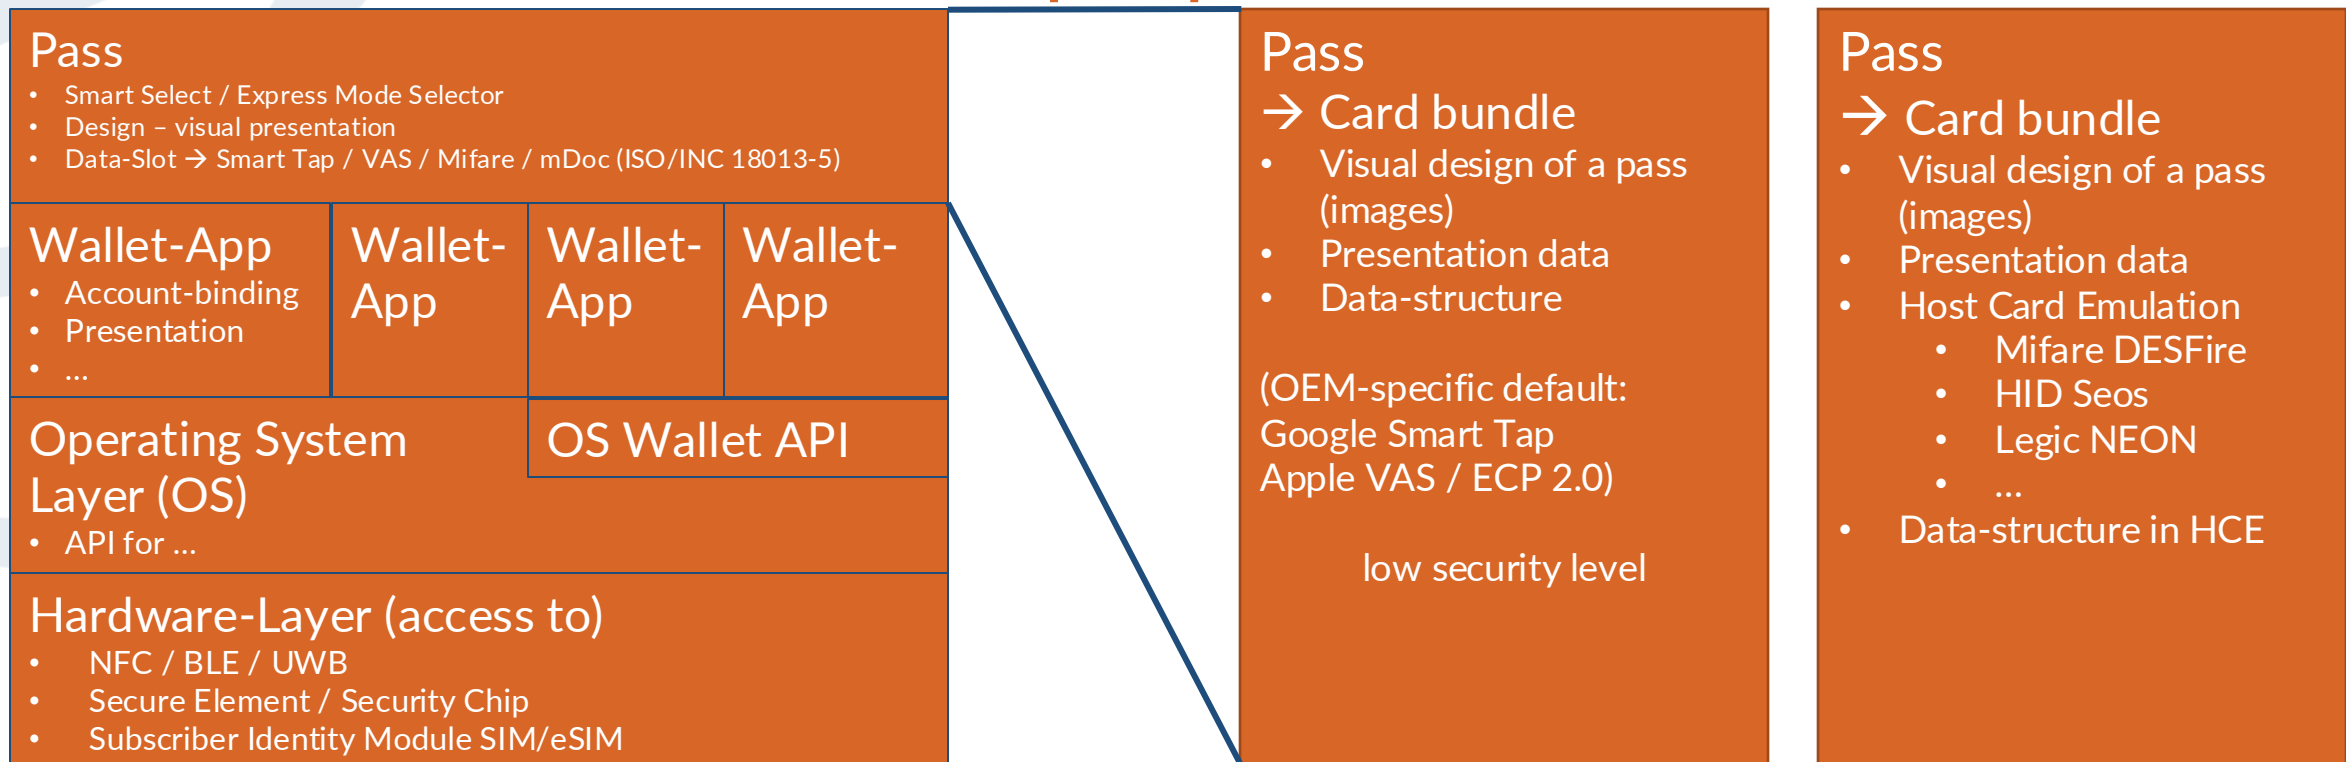 Pass
• Smart Select / Express Mode Selector
• Design – visual presentation
• Data-Slot → Smart Tap / VAS / Mifare / mDoc (ISO/INC 18013-5)
Wallet-App
• Account-binding
• Presentation
• ...
Wallet-
App
Wallet-
App
Wallet-
App
Operating System
Layer (OS)
• API for ...
OS Wallet API
Hardware-Layer (access to)
• NFC / BLE / UWB
• Secure Element / Security Chip
• Subscriber Identity Module SIM/eSIM
Pass
→ Card bundle
• Visual design of a pass
(images)
• Presentation data
• Data-structure
(OEM-specific default:
Google Smart Tap
Apple VAS / ECP 2.0)
low security level
Pass
→ Card bundle
• Visual design of a pass
(images)
• Presentation data
• Host Card Emulation
• Mifare DESFire
• HID Seos
• Legic NEON
• ...
• Data-structure in HCE